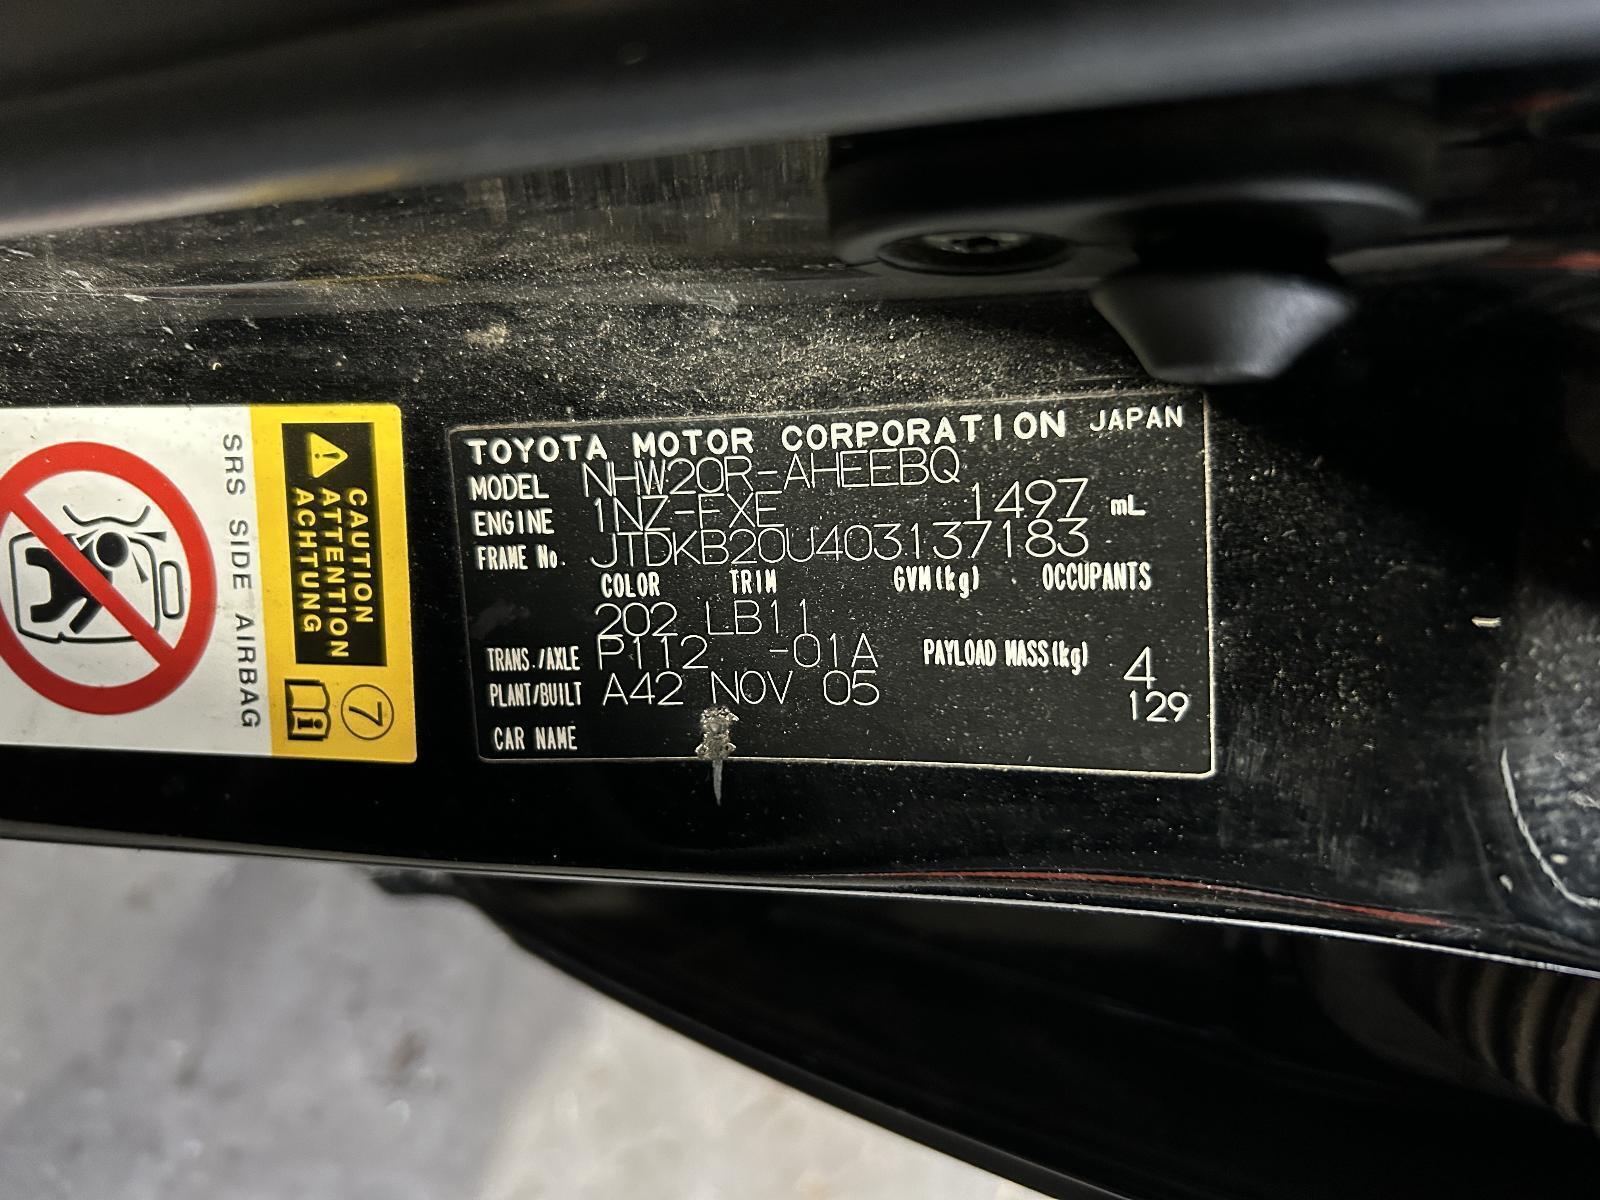 TOYOTA MOTOR CORPORATION JAPAN
MODEL NHW20R-AHEEBQ
ENGINE 1NZ-FXE 1497 mL
FRAME No. JTDKB20U403137183
COLOR TRIM GVM(kg) OCCUPANTS
202 LB11
TRANS./AXLE P112 -01A PAYLOAD MASS(kg) 4
PLANT/BUILT A42 NOV 05 129
CAR NAME
SRS SIDE AIRBAG
CAUTION
ATTENTION
ACHTUNG
7
i